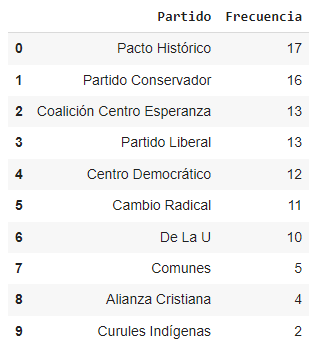 Partido Frecuencia
0 Pacto Histórico 17
1 Partido Conservador 16
2 Coalición Centro Esperanza 13
3 Partido Liberal 13
4 Centro Democrático 12
5 Cambio Radical 11
6 De La U 10
7 Comunes 5
8 Alianza Cristiana 4
9 Curules Indígenas 2